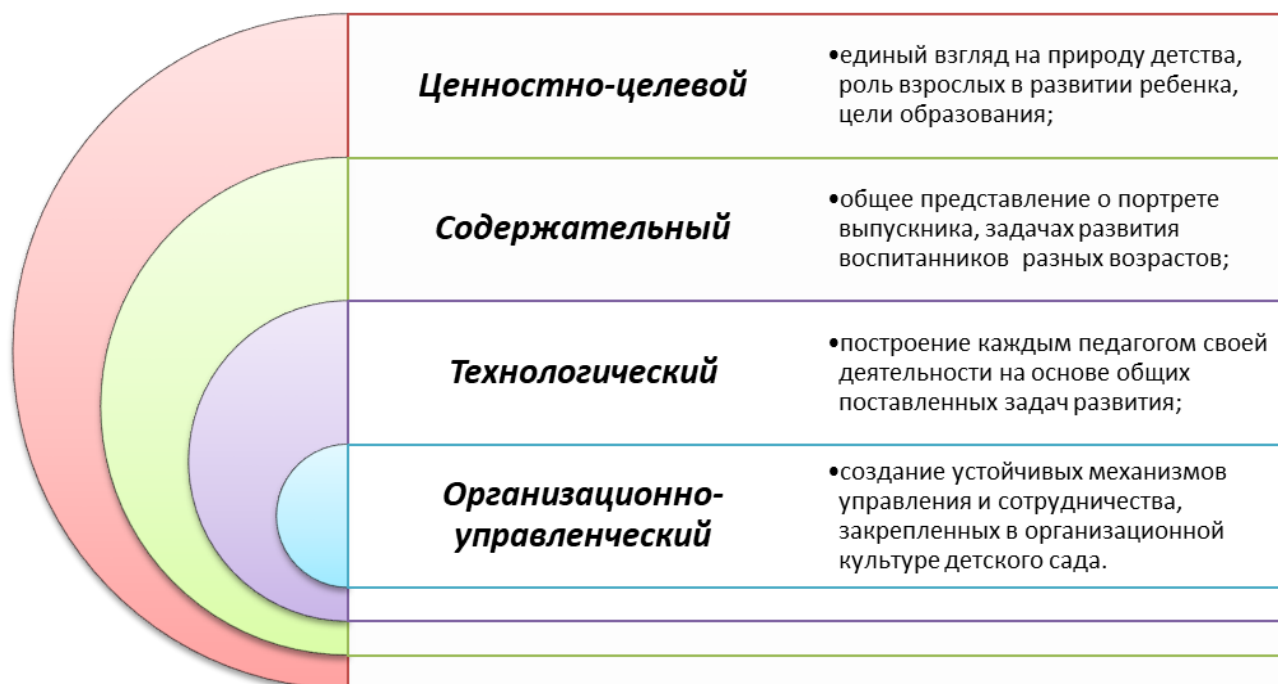 Ценностно-целевой
•единый взгляд на природу детства,
роль взрослых в развитии ребенка,
цели образования;
Содержательный
•общее представление о портрете
выпускника, задачах развития
воспитанников разных возрастов;
Технологический
•построение каждым педагогом своей
деятельности на основе общих
поставленных задач развития;
Организационно-
управленческий
•создание устойчивых механизмов
управления и сотрудничества,
закрепленных в организационной
культуре детского сада.